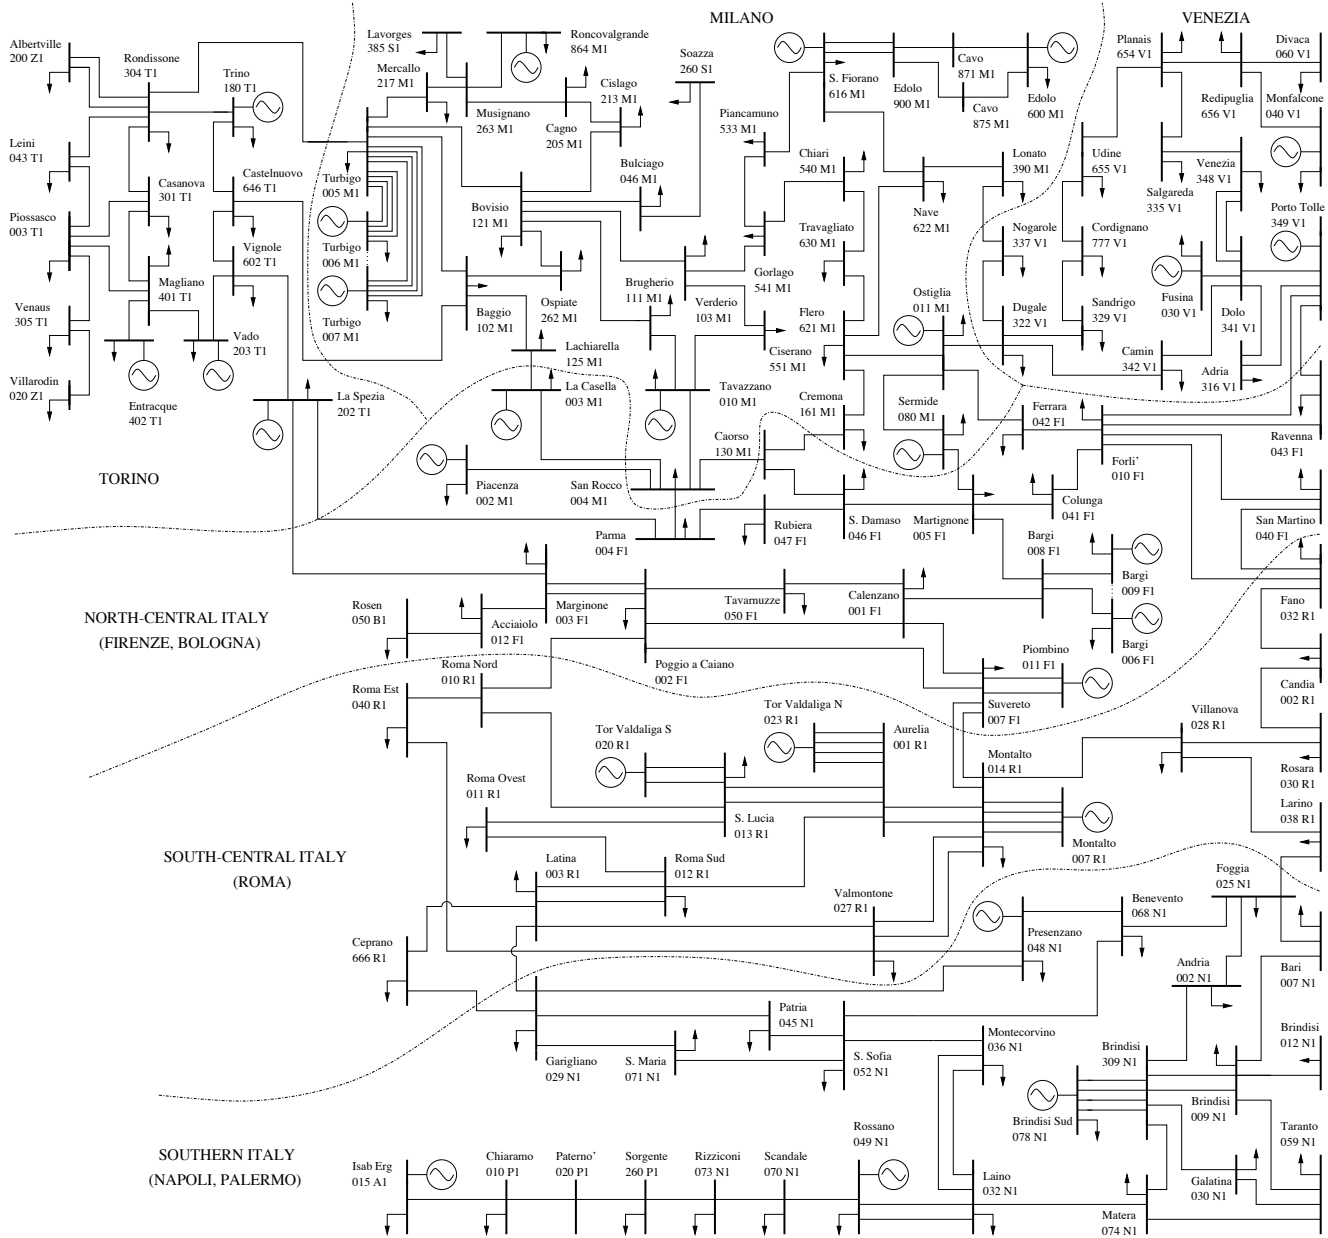 MILANO
VENEZIA
Albertville
200 Z1
Rondissone
304 T1
Trino
180 T1
Leini
043 T1
Casanova
301 T1
Castelnuovo
646 T1
Piossasco
003 T1
Vignole
602 T1
Magliano
401 T1
Venaus
305 T1
Vado
203 T1
Villarodin
020 Z1
Entracque
402 T1
La Spezia
202 T1
TORINO
Lavorges
385 S1
Roncovalgrande
864 M1
Mercallo
217 M1
Soazza
260 S1
Cislago
213 M1
Musignano
263 M1
Cagno
205 M1
Turbigo
005 M1
Bulciago
046 M1
Bovisio
121 M1
Turbigo
006 M1
Turbigo
007 M1
Baggio
102 M1
Ospiate
262 M1
Brugherio
111 M1
Verderio
103 M1
Lachiarella
125 M1
La Casella
003 M1
Tavazzano
010 M1
Piacenza
002 M1
San Rocco
004 M1
Caorso
130 M1
Parma
004 F1
Rubiera
047 F1
S. Fiorano
616 M1
Edolo
900 M1
Cavo
871 M1
Cavo
875 M1
Edolo
600 M1
Piancamuno
533 M1
Chiari
540 M1
Lonato
390 M1
Nave
622 M1
Travagliato
630 M1
Gorlago
541 M1
Ostiglia
011 M1
Flero
621 M1
Ciserano
551 M1
Cremona
161 M1
Sermide
080 M1
S. Damaso
046 F1
Martignone
005 F1
Colunga
041 F1
Ferrara
042 F1
Forli'
010 F1
Planais
654 V1
Divaca
060 V1
Redipuglia
656 V1
Monfalcone
040 V1
Udine
655 V1
Venezia
348 V1
Salgareda
335 V1
Porto Tolle
349 V1
Nogarole
337 V1
Cordignano
777 V1
Fusina
030 V1
Dolo
341 V1
Dugale
322 V1
Sandrigo
329 V1
Camin
342 V1
Adria
316 V1
Ravenna
043 F1
San Martino
040 F1
Bargi
008 F1
Bargi
009 F1
Bargi
006 F1
Fano
032 R1
Candia
002 R1
NORTH-CENTRAL ITALY
(FIRENZE, BOLOGNA)
Rosen
050 B1
Acciaiolo
012 F1
Marginone
003 F1
Tavarnuzze
050 F1
Calenzano
001 F1
Poggio a Caiano
002 F1
Piombino
011 F1
Suvereto
007 F1
Roma Nord
010 R1
Roma Est
040 R1
Tor Valdaliga S
020 R1
Tor Valdaliga N
023 R1
Aurelia
001 R1
Montalto
014 R1
Villanova
028 R1
Rosara
030 R1
Larino
038 R1
Roma Ovest
011 R1
S. Lucia
013 R1
Montalto
007 R1
SOUTH-CENTRAL ITALY
(ROMA)
Latina
003 R1
Roma Sud
012 R1
Valmontone
027 R1
Foggia
025 N1
Benevento
068 N1
Presenzano
048 N1
Ceprano
666 R1
Andria
002 N1
Bari
007 N1
Patria
045 N1
Garigliano
029 N1
S. Maria
071 N1
S. Sofia
052 N1
Montecorvino
036 N1
Brindisi
309 N1
Brindisi
012 N1
Brindisi
009 N1
Brindisi Sud
078 N1
Taranto
059 N1
SOUTHERN ITALY
(NAPOLI, PALERMO)
Isab Erg
015 A1
Chiaramo
010 P1
Paterno'
020 P1
Sorgente
260 P1
Rizziconi
073 N1
Scandale
070 N1
Rossano
049 N1
Laino
032 N1
Galatina
030 N1
Matera
074 N1